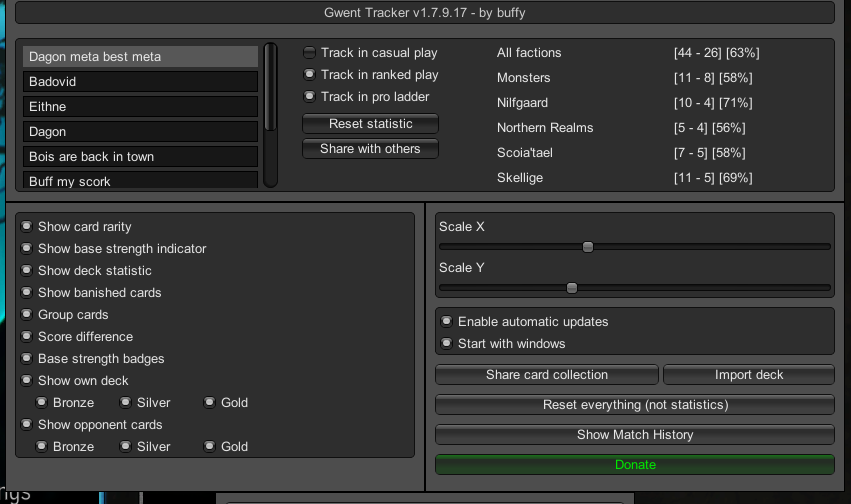 Gwent Tracker v1.7.9.17 - by buffy
Dagon meta best meta
Badovid
Eithne
Dagon
Bois are back in town
Buff my scork
Track in casual play
Track in ranked play
Track in pro ladder
Reset statistic
Share with others
All factions [44 - 26] [63%]
Monsters [11 - 8] [58%]
Nilfgaard [10 - 4] [71%]
Northern Realms [5 - 4] [56%]
Scoia'tael [7 - 5] [58%]
Skellige [11 - 5] [69%]
Show card rarity
Show base strength indicator
Show deck statistic
Show banished cards
Group cards
Score difference
Base strength badges
Show own deck
Bronze Silver Gold
Show opponent cards
Bronze Silver Gold
Scale X
Scale Y
Enable automatic updates
Start with windows
Share card collection Import deck
Reset everything (not statistics)
Show Match History
Donate